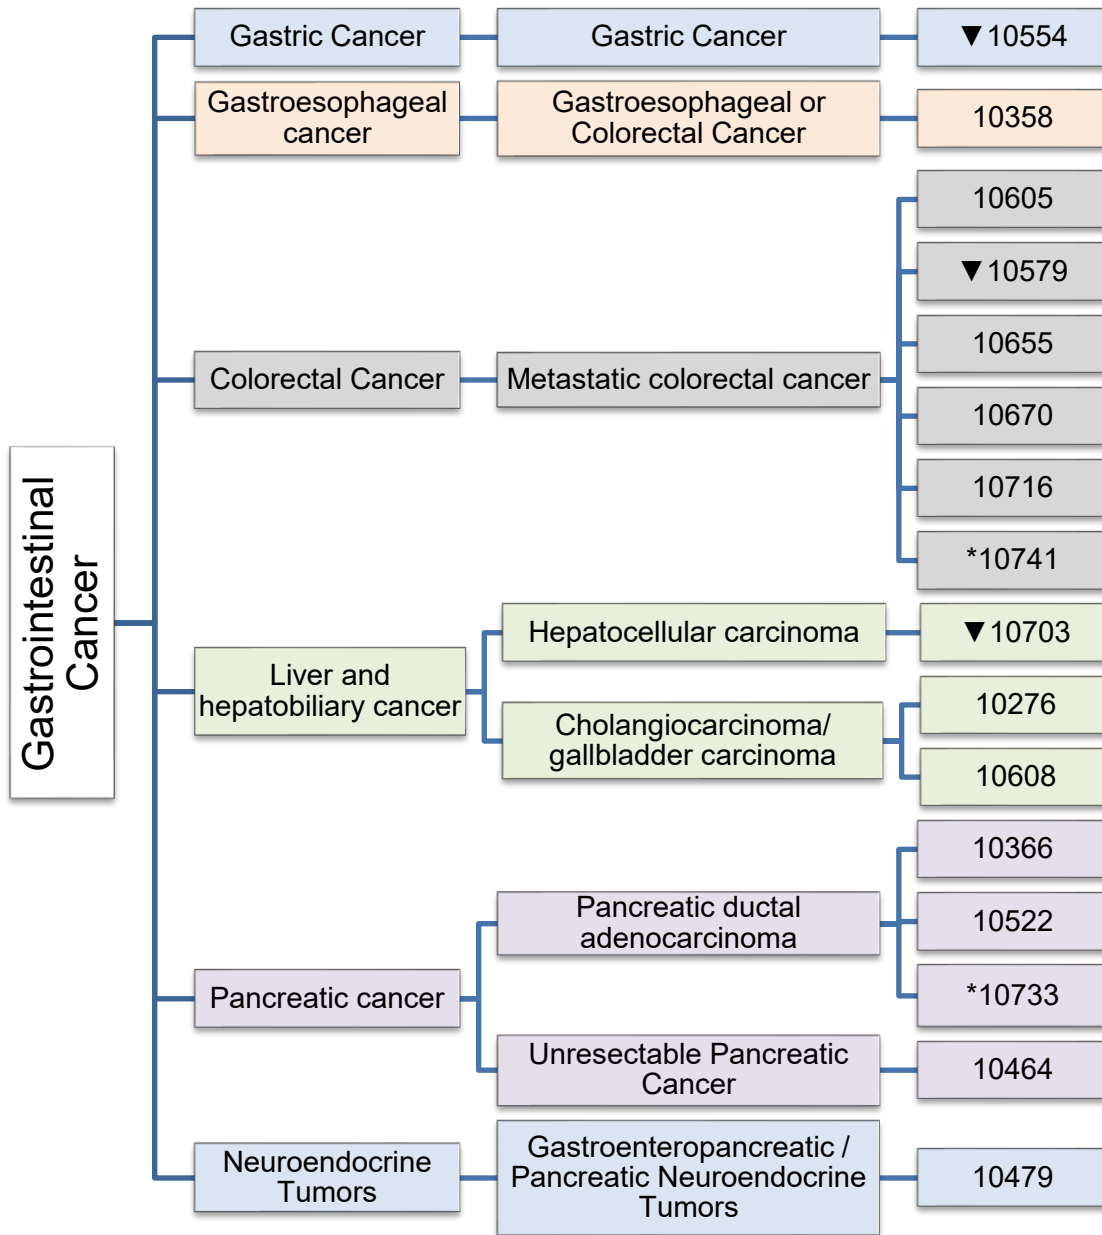 Gastrointestinal
Cancer
Gastric Cancer
Gastric Cancer
▼10554
Gastroesophageal
cancer
Gastroesophageal or
Colorectal Cancer
10358
Colorectal Cancer
Metastatic colorectal cancer
10605
▼10579
10655
10670
10716
*10741
Liver and
hepatobiliary cancer
Hepatocellular carcinoma
▼10703
Cholangiocarcinoma/
gallbladder carcinoma
10276
10608
Pancreatic cancer
Pancreatic ductal
adenocarcinoma
10366
10522
*10733
Unresectable Pancreatic
Cancer
10464
Neuroendocrine
Tumors
Gastroenteropancreatic /
Pancreatic Neuroendocrine
Tumors
10479